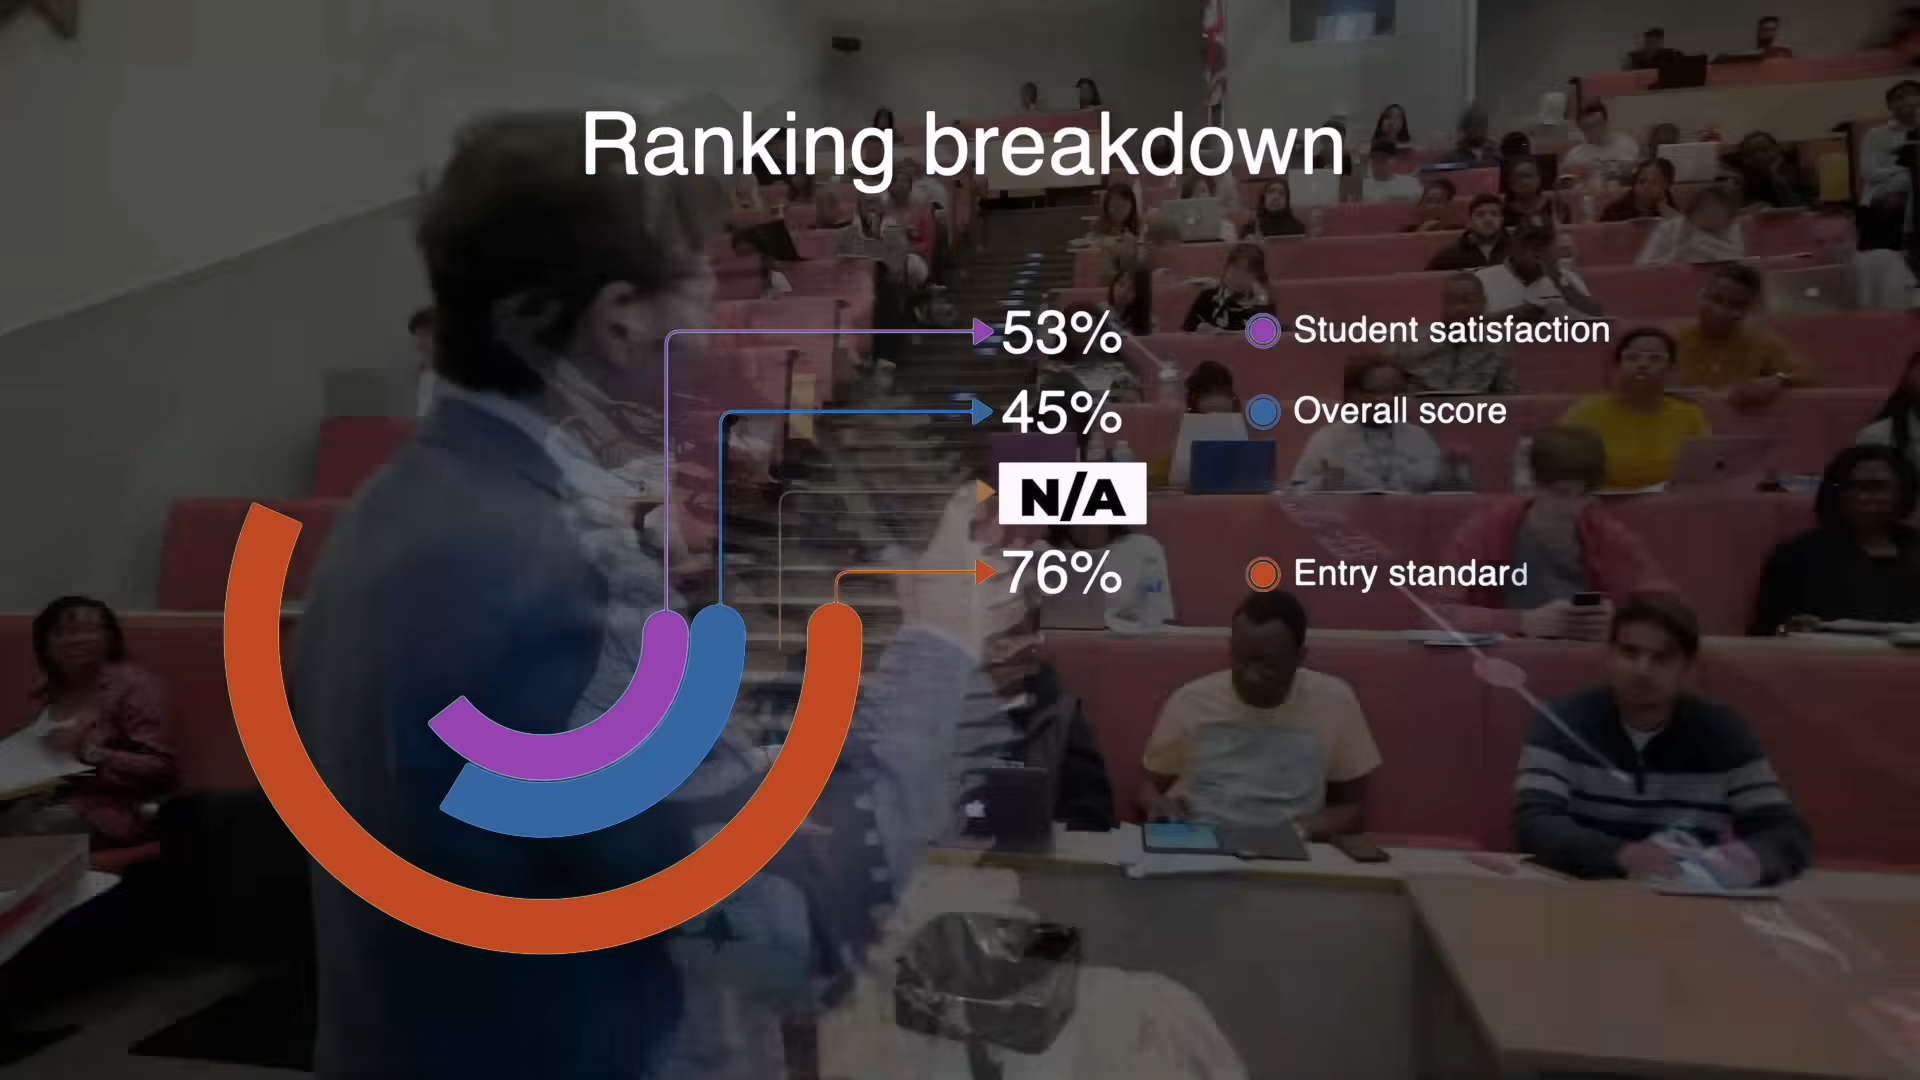 Ranking breakdown
53% Student satisfaction
45% Overall score
N/A
76% Entry standard